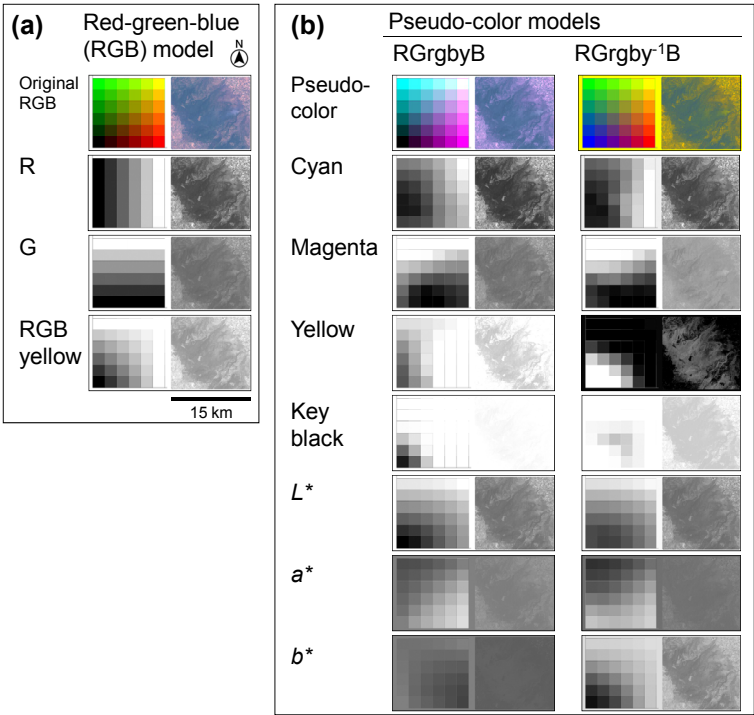 (a) Red-green-blue
(RGB) model
N
Original
RGB
R
G
RGB
yellow
15 km
(b) Pseudo-color models
RGrgbyB RGrgby⁻¹B
Pseudo-
color
Cyan
Magenta
Yellow
Key
black
L*
a*
b*